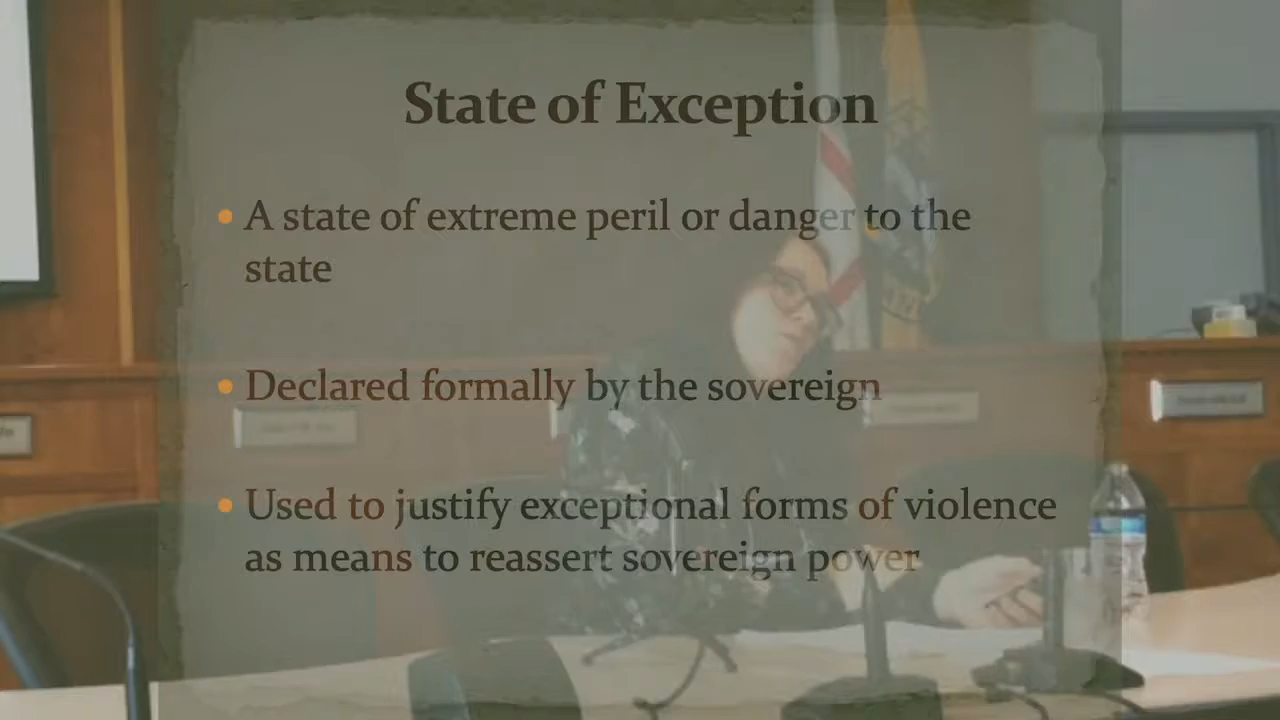 State of Exception
• A state of extreme peril or danger to the
state
• Declared formally by the sovereign
• Used to justify exceptional forms of violence
as means to reassert sovereign power